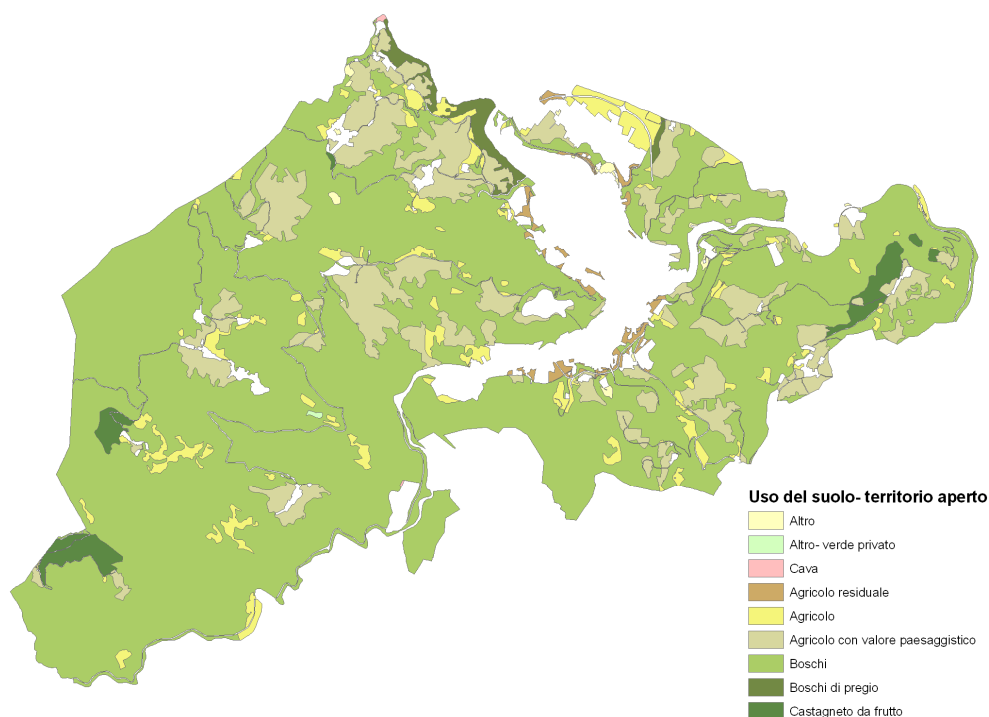 Uso del suolo- territorio aperto
Altro
Altro- verde privato
Cava
Agricolo residuale
Agricolo
Agricolo con valore paesaggistico
Boschi
Boschi di pregio
Castagneto da frutto